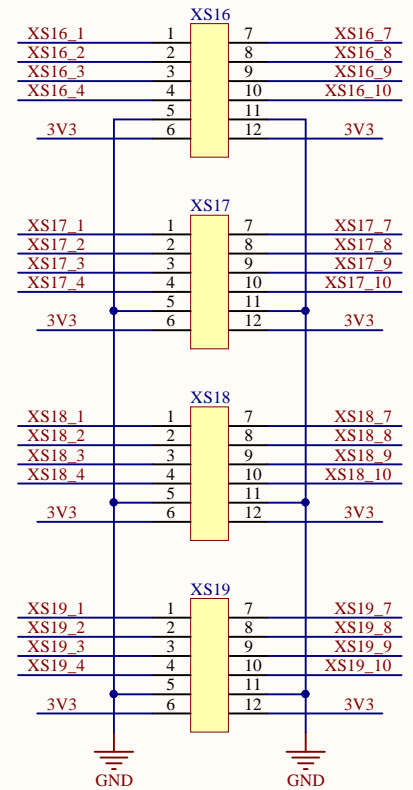 XS16
XS16_1 1 7 XS16_7
XS16_2 2 8 XS16_8
XS16_3 3 9 XS16_9
XS16_4 4 10 XS16_10
5 11
3V3 6 12 3V3
XS17
XS17_1 1 7 XS17_7
XS17_2 2 8 XS17_8
XS17_3 3 9 XS17_9
XS17_4 4 10 XS17_10
5 11
3V3 6 12 3V3
XS18
XS18_1 1 7 XS18_7
XS18_2 2 8 XS18_8
XS18_3 3 9 XS18_9
XS18_4 4 10 XS18_10
5 11
3V3 6 12 3V3
XS19
XS19_1 1 7 XS19_7
XS19_2 2 8 XS19_8
XS19_3 3 9 XS19_9
XS19_4 4 10 XS19_10
5 11
3V3 6 12 3V3
GND GND